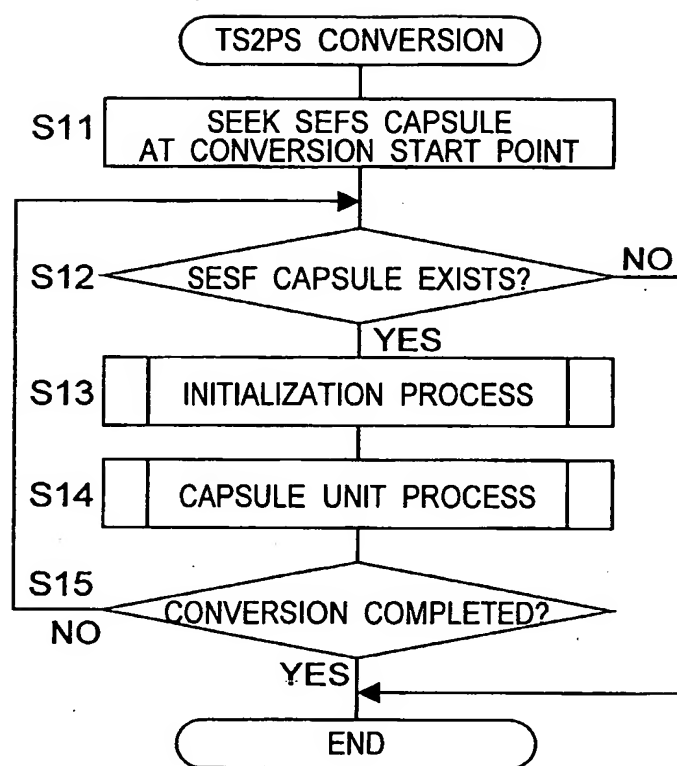 TS2PS CONVERSION
S11
SEEK SEFS CAPSULE
AT CONVERSION START POINT
S12
SESF CAPSULE EXISTS?
NO
YES
S13
INITIALIZATION PROCESS
S14
CAPSULE UNIT PROCESS
S15
CONVERSION COMPLETED?
NO
YES
END